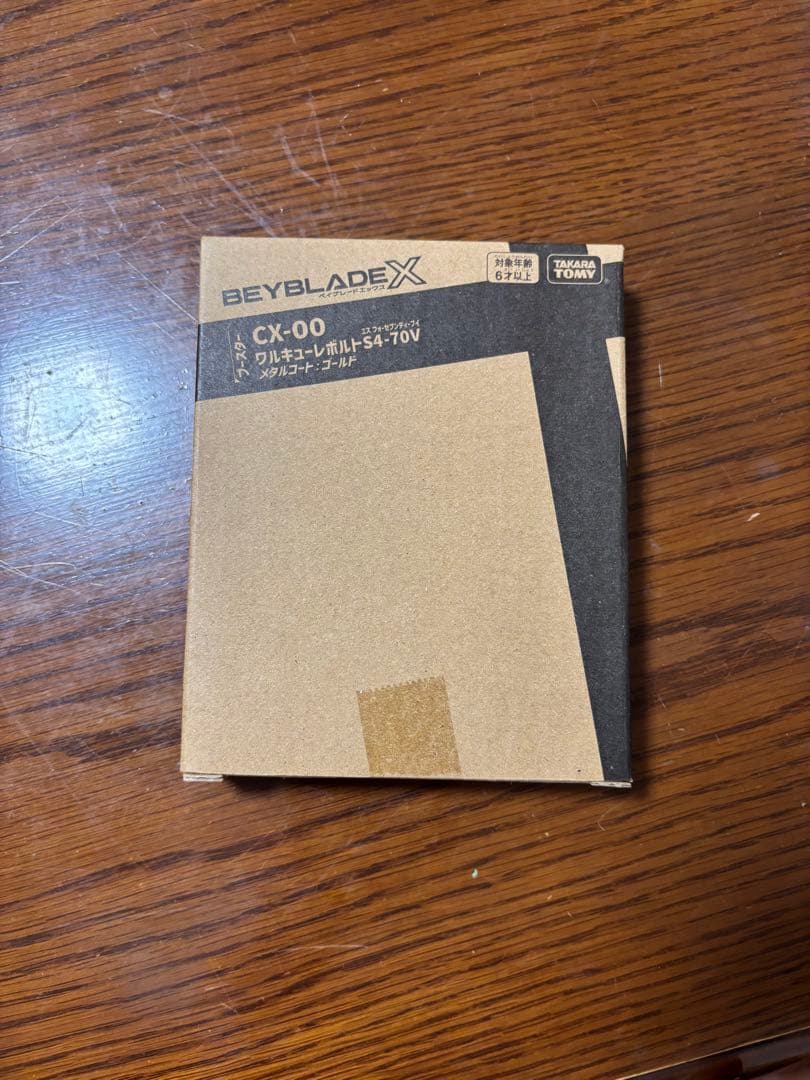 BEYBLADE X
ベイブレードエックス
対象年齢
6才以上
TAKARA
TOMY
ブースター
CX-00
エス フォーセブンティ・ブイ
ワルキューレボルトS4-70V
メタルコート：ゴールド